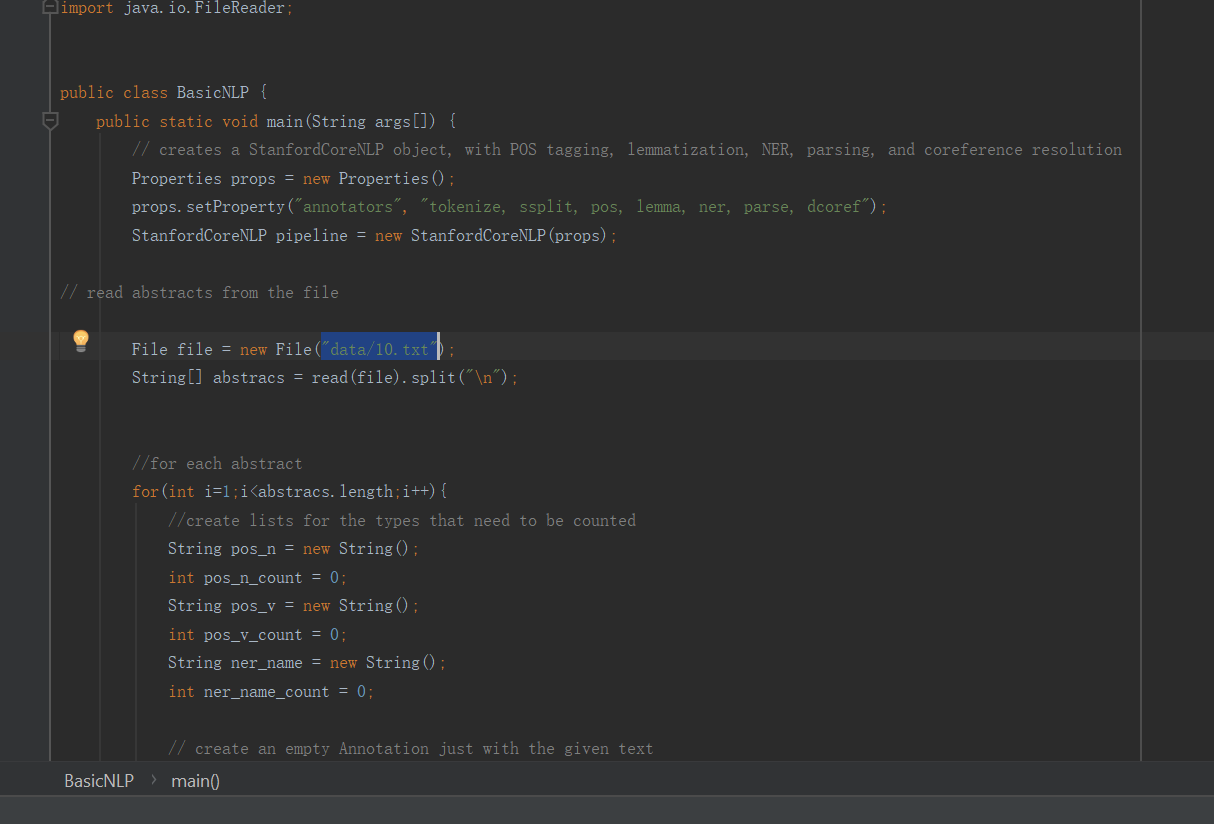 import java.io.FileReader;
public class BasicNLP {
public static void main(String args[]) {
// creates a StanfordCoreNLP object, with POS tagging, lemmatization, NER, parsing, and coreference resolution
Properties props = new Properties();
props.setProperty("annotators", "tokenize, ssplit, pos, lemma, ner, parse, dcoref");
StanfordCoreNLP pipeline = new StanfordCoreNLP(props);
// read abstracts from the file
File file = new File("data/10.txt");
String[] abstracs = read(file).split("\n");
//for each abstract
for(int i=1;i<abstracs.length;i++){
//create lists for the types that need to be counted
String pos_n = new String();
int pos_n_count = 0;
String pos_v = new String();
int pos_v_count = 0;
String ner_name = new String();
int ner_name_count = 0;
// create an empty Annotation just with the given text
BasicNLP › main()